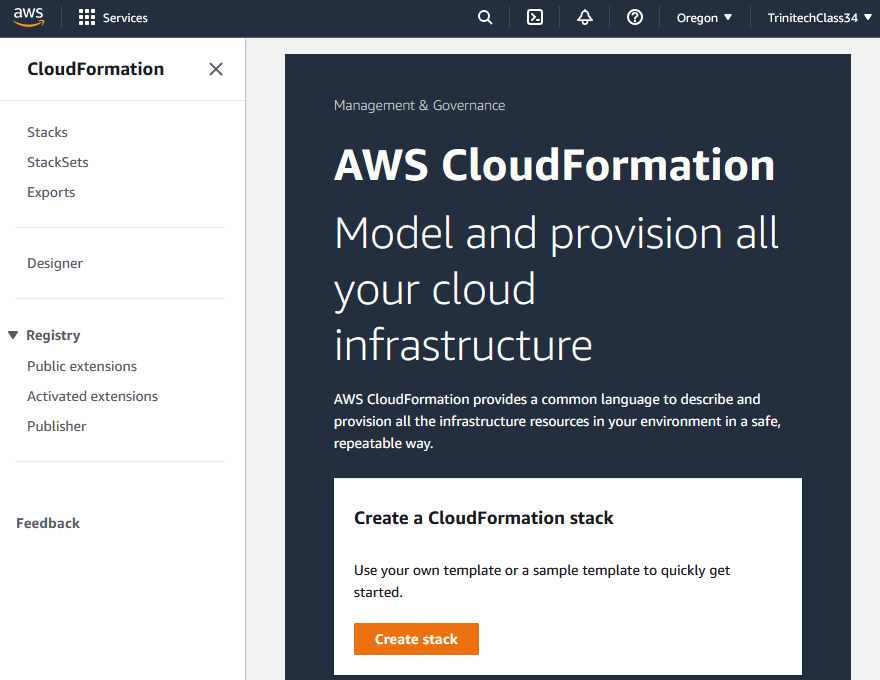 aws
Services
Oregon
TrinitechClass34
CloudFormation
Stacks
StackSets
Exports
Designer
Registry
Public extensions
Activated extensions
Publisher
Feedback
Management & Governance
AWS CloudFormation
Model and provision all
your cloud
infrastructure
AWS CloudFormation provides a common language to describe and
provision all the infrastructure resources in your environment in a safe,
repeatable way.
Create a CloudFormation stack
Use your own template or a sample template to quickly get
started.
Create stack